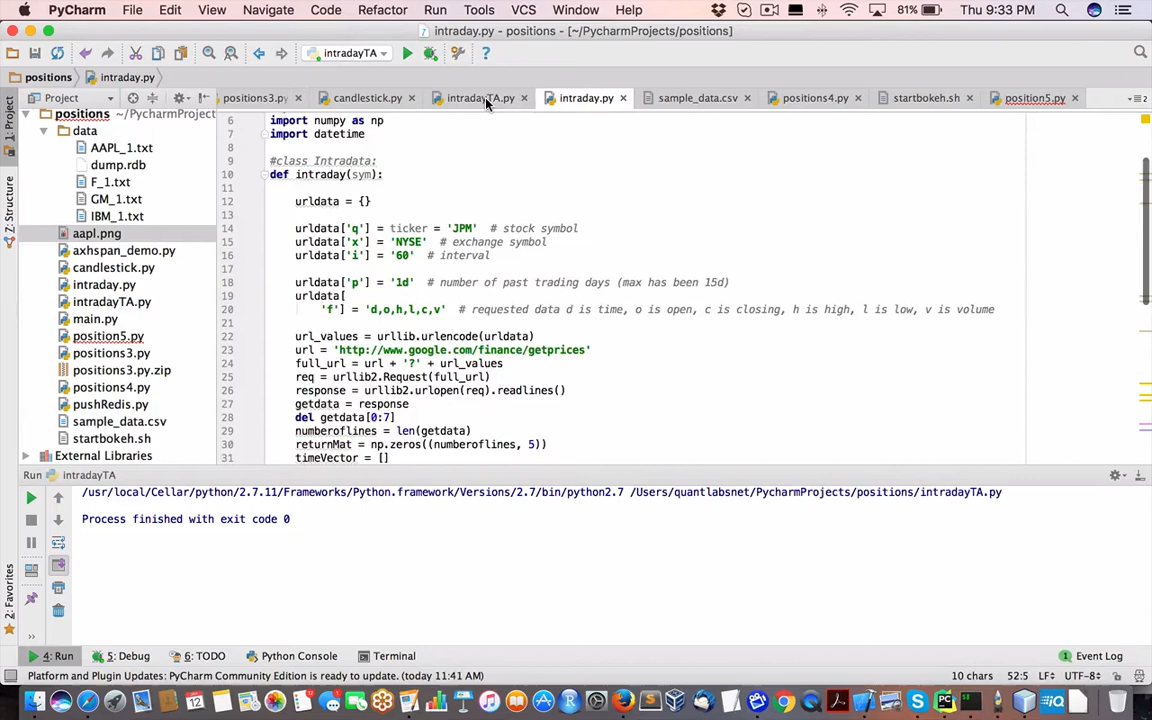 PyCharm File Edit View Navigate Code Refactor Run Tools VCS Window Help 81% Thu 9:33 PM
intraday.py - positions - [~/PycharmProjects/positions]
intradayTA
positions intraday.py
Project positions3.py candlestick.py intradayTA.py intraday.py sample_data.csv positions4.py startbokeh.sh position5.py
1: Project
Z: Structure
2: Favorites
positions ~/PycharmProject
data
AAPL_1.txt
dump.rdb
F_1.txt
GM_1.txt
IBM_1.txt
aapl.png
axhspan_demo.py
candlestick.py
intraday.py
intradayTA.py
main.py
position5.py
positions3.py
positions3.py.zip
positions4.py
pushRedis.py
sample_data.csv
startbokeh.sh
External Libraries
6 import numpy as np
7 import datetime
8
9 #class Intradata:
10 def intraday(sym):
11
12 urldata = {}
13
14 urldata['q'] = ticker = 'JPM' # stock symbol
15 urldata['x'] = 'NYSE' # exchange symbol
16 urldata['i'] = '60' # interval
17
18 urldata['p'] = '1d' # number of past trading days (max has been 15d)
19 urldata[
20 'f'] = 'd,o,h,l,c,v' # requested data d is time, o is open, c is closing, h is high, l is low, v is volume
21
22 url_values = urllib.urlencode(urldata)
23 url = 'http://www.google.com/finance/getprices'
24 full_url = url + '?' + url_values
25 req = urllib2.Request(full_url)
26 response = urllib2.urlopen(req).readlines()
27 getdata = response
28 del getdata[0:7]
29 numberoflines = len(getdata)
30 returnMat = np.zeros((numberoflines, 5))
31 timeVector = []
Run intradayTA
/usr/local/Cellar/python/2.7.11/Frameworks/Python.framework/Versions/2.7/bin/python2.7 /Users/quantlabsnet/PycharmProjects/positions/intradayTA.py
Process finished with exit code 0
4: Run 5: Debug 6: TODO Python Console Terminal 1 Event Log
Platform and Plugin Updates: PyCharm Community Edition is ready to update. (today 11:41 AM) 10 chars 52:5 LF UTF-8